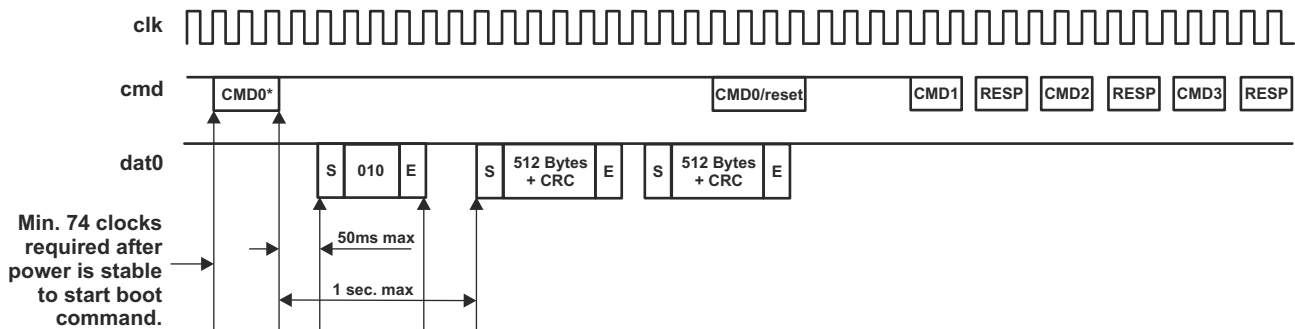 clk
cmd
CMD0*
CMD0/reset
CMD1
RESP
CMD2
RESP
CMD3
RESP
dat0
S
010
E
S
512 Bytes
+ CRC
E
S
512 Bytes
+ CRC
E
Min. 74 clocks
required after
power is stable
to start boot
command.
50ms max
1 sec. max